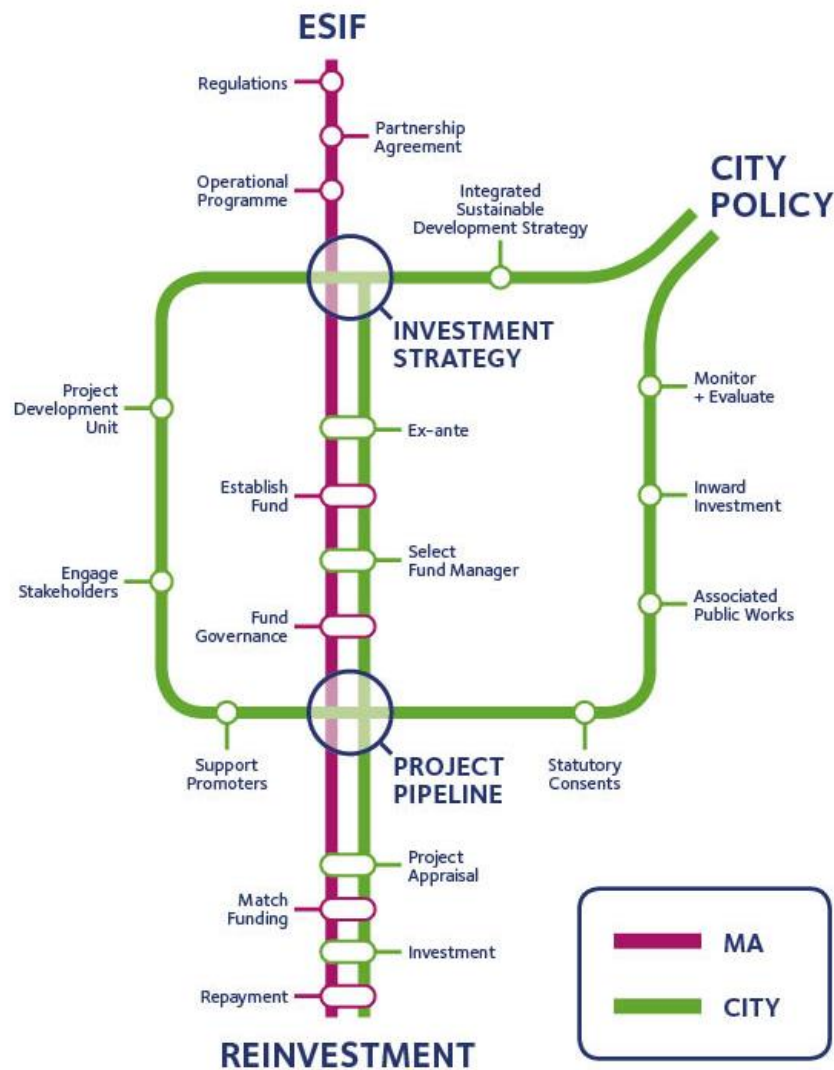 ESIF
Regulations
Partnership
Agreement
Operational
Programme
Integrated
Sustainable
Development Strategy
CITY
POLICY
INVESTMENT
STRATEGY
Project
Development
Unit
Monitor
+ Evaluate
Ex-ante
Establish
Fund
Inward
Investment
Select
Fund Manager
Engage
Stakeholders
Associated
Public Works
Fund
Governance
Support
Promoters
PROJECT
PIPELINE
Statutory
Consents
Project
Appraisal
Match
Funding
Investment
Repayment
MA
CITY
REINVESTMENT